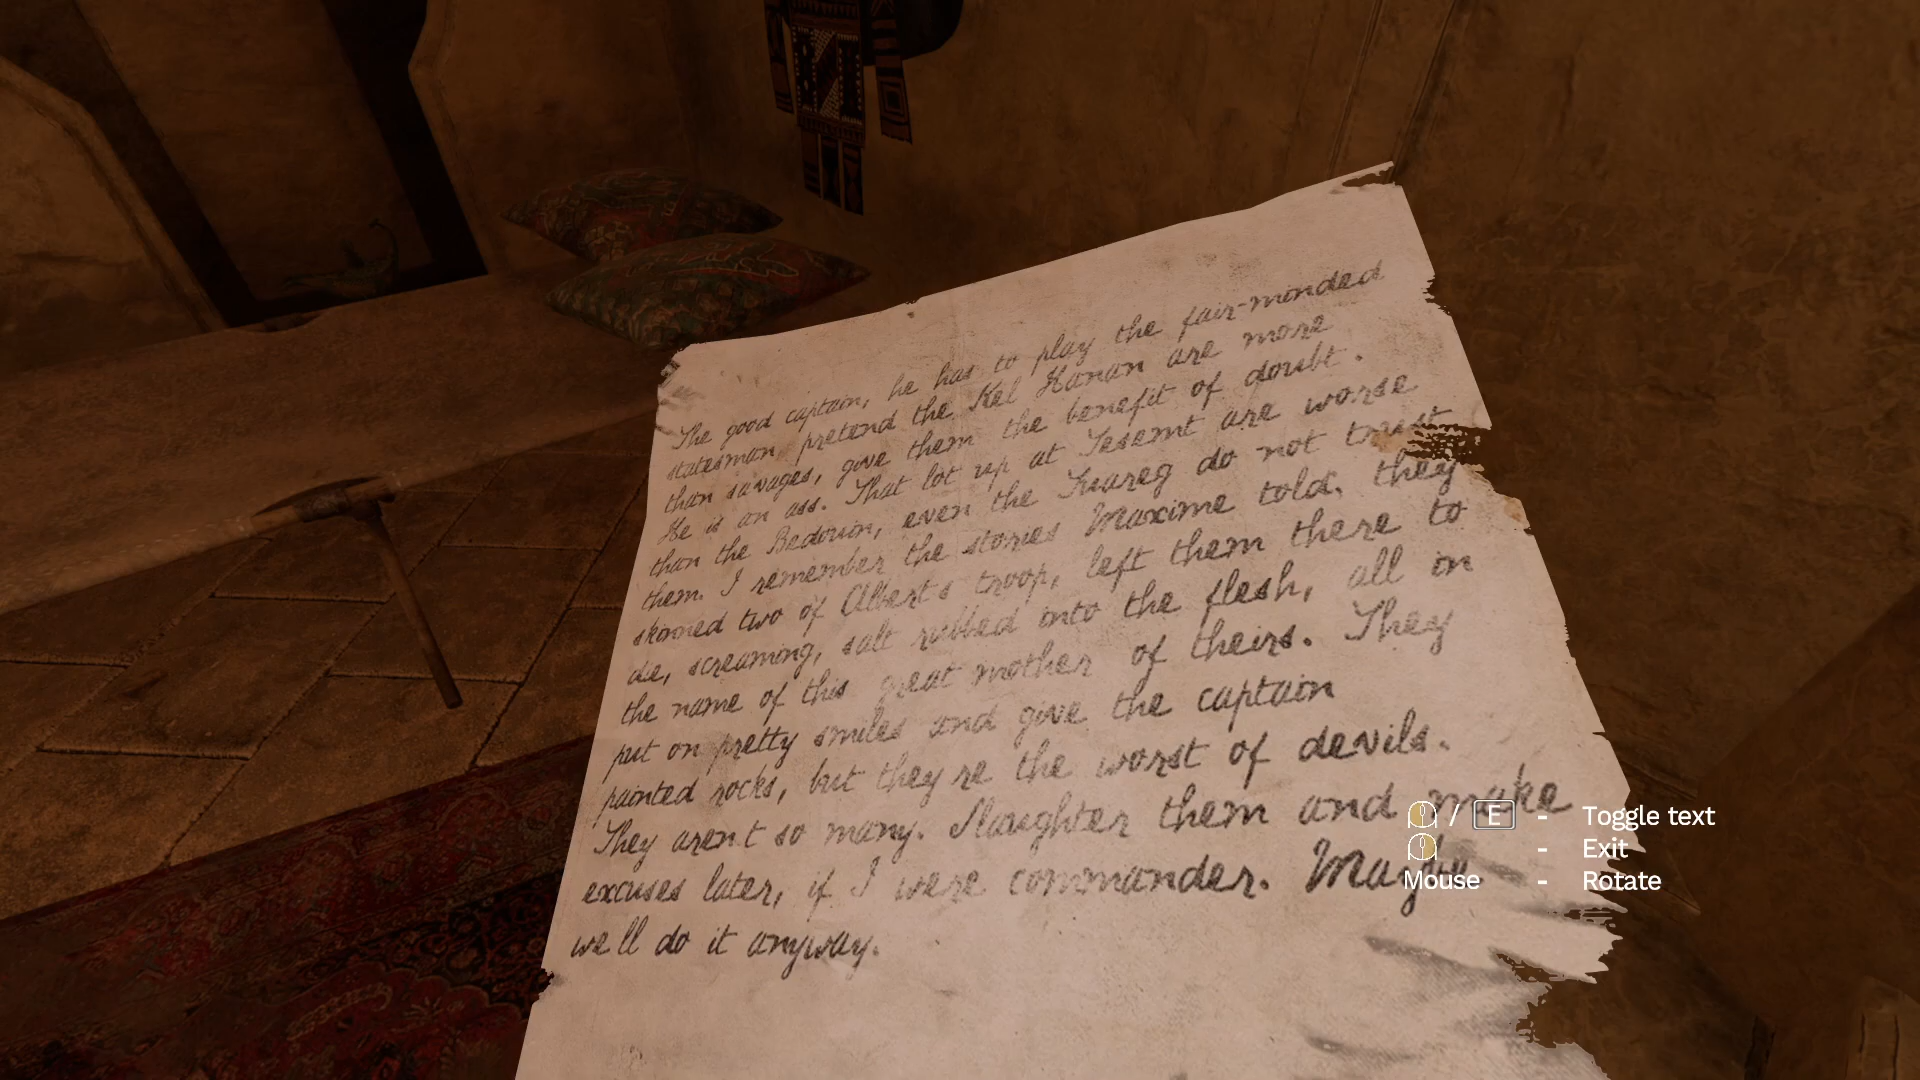 The good captain, he has to play the fair-minded
statesman, pretend the Kel Hanan are more
than savages, give them the benefit of doubt.
He is an ass. That lot up at Tesemt are worse
than the Bedouin, even the Tuareg do not trust
them. I remember the stories Maxime told, they
skinned two of Albert's troop, left them there to
die, screaming, salt rubbed into the flesh, all in
the name of this great mother of theirs. They
put on pretty smiles and give the captain
painted rocks, but they're the worst of devils.
They aren't so many. Slaughter them and make
excuses later, if I were commander. Maybe
we'll do it anyway.
/ E - Toggle text
- Exit
Mouse - Rotate